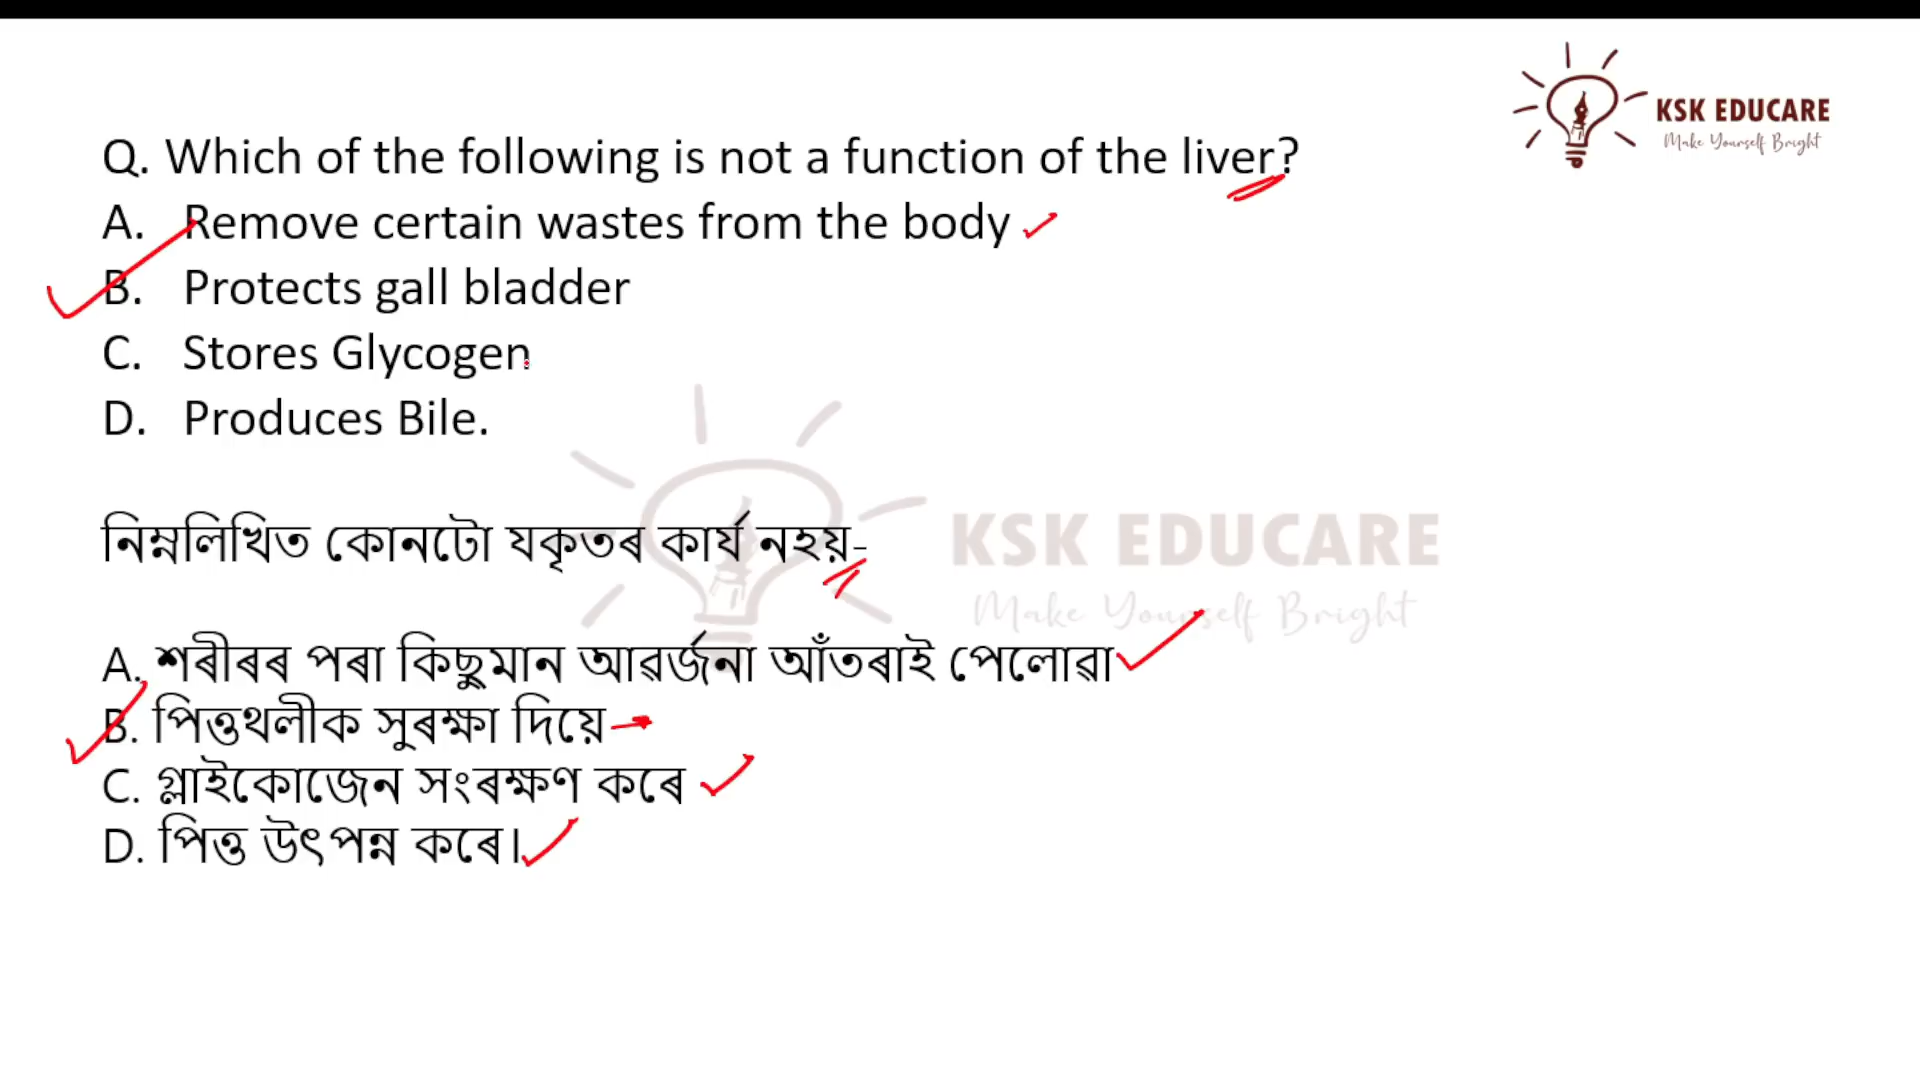 KSK EDUCARE
Make Yourself Bright
Q. Which of the following is not a function of the liver?
A. Remove certain wastes from the body
B. Protects gall bladder
C. Stores Glycogen
D. Produces Bile.
নিম্নলিখিত কোনটো যকৃতৰ কাৰ্য নহয়-
KSK EDUCARE
Make Yourself Bright
A. শৰীৰৰ পৰা কিছুমান আৱৰ্জনা আঁতৰাই পেলোৱা
B. পিত্তথলীক সুৰক্ষা দিয়ে
C. গ্লাইকোজেন সংৰক্ষণ কৰে
D. পিত্ত উৎপন্ন কৰে।